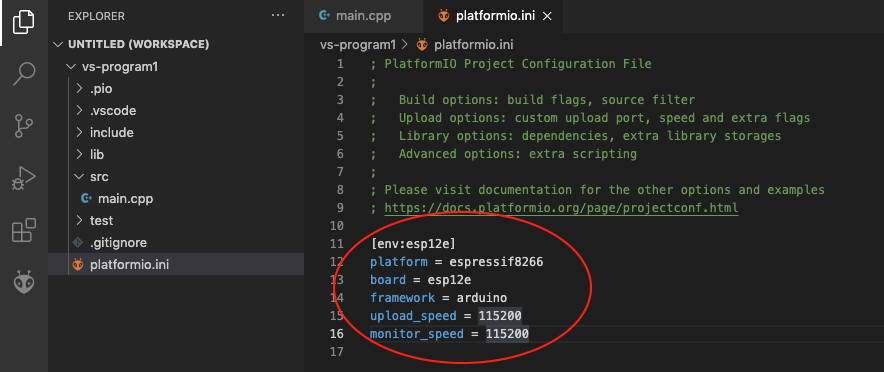 EXPLORER
UNTITLED (WORKSPACE)
vs-program1
.pio
.vscode
include
lib
src
main.cpp
test
.gitignore
platformio.ini
main.cpp platformio.ini
vs-program1 > platformio.ini
1 ; PlatformIO Project Configuration File
2 ;
3 ;   Build options: build flags, source filter
4 ;   Upload options: custom upload port, speed and extra flags
5 ;   Library options: dependencies, extra library storages
6 ;   Advanced options: extra scripting
7 ;
8 ; Please visit documentation for the other options and examples
9 ; https://docs.platformio.org/page/projectconf.html
10
11 [env:esp12e]
12 platform = espressif8266
13 board = esp12e
14 framework = arduino
15 upload_speed = 115200
16 monitor_speed = 115200
17